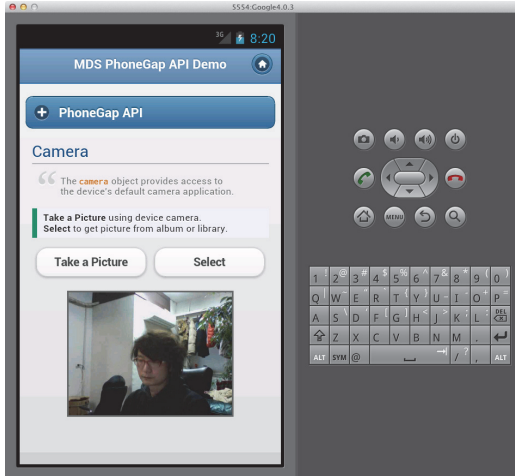 5554:Google4.0.3
3G 8:20
MDS PhoneGap API Demo
PhoneGap API
Camera
The camera object provides access to
the device's default camera application.
Take a Picture using device camera.
Select to get picture from album or library.
Take a Picture Select
MENU
1 ! 2 @ 3 # 4 $ 5 % 6 ^ 7 & 8 * 9 ( 0 )
Q W E R T Y U I O P
A S D F G H J K L DEL
Z X C V B N M .
ALT SYM @ / ? , ALT